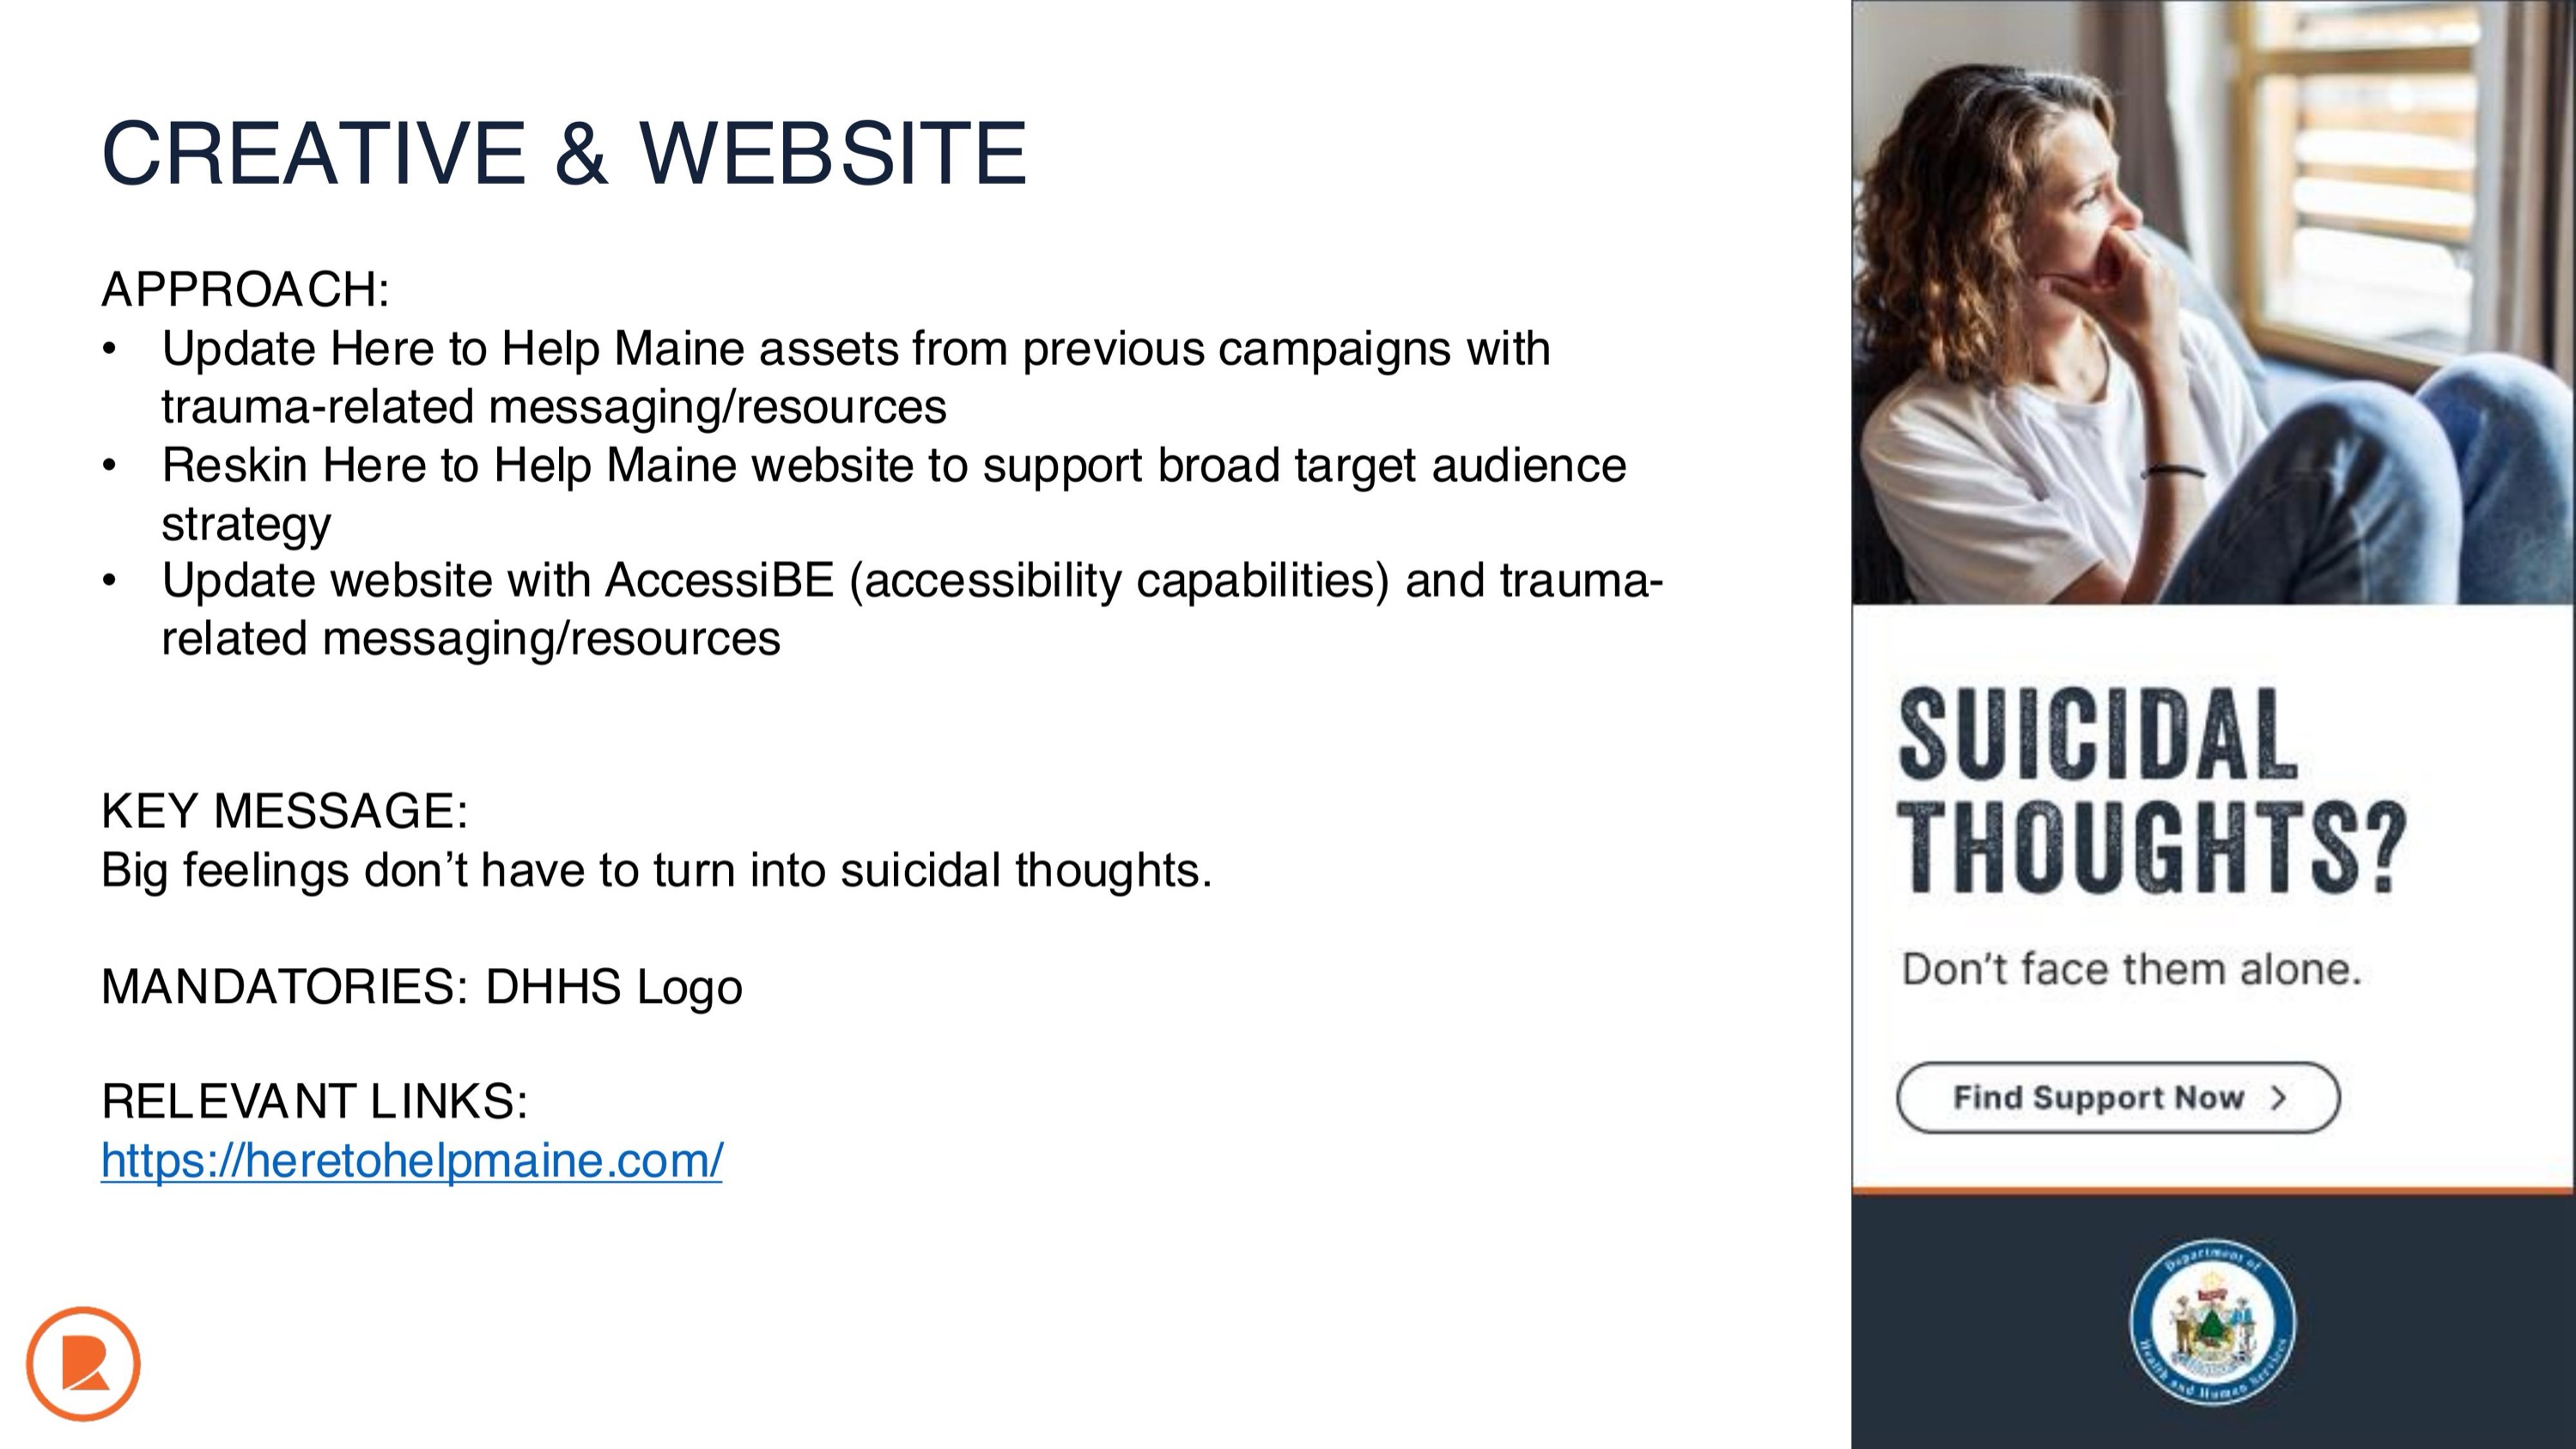 CREATIVE & WEBSITE
APPROACH:
• Update Here to Help Maine assets from previous campaigns with
trauma-related messaging/resources
• Reskin Here to Help Maine website to support broad target audience
strategy
• Update website with AccessiBE (accessibility capabilities) and trauma-
related messaging/resources
KEY MESSAGE:
Big feelings don’t have to turn into suicidal thoughts.
MANDATORIES: DHHS Logo
RELEVANT LINKS:
https://heretohelpmaine.com/
R
SUICIDAL
THOUGHTS?
Don’t face them alone.
Find Support Now >
Department of
Health and Human Services